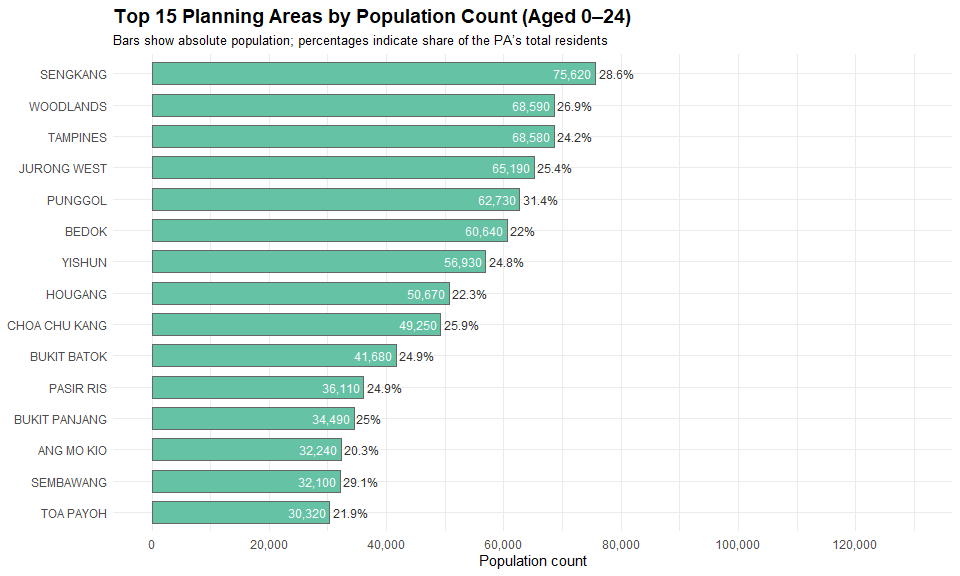 Top 15 Planning Areas by Population Count (Aged 0–24)
Bars show absolute population; percentages indicate share of the PA's total residents
SENGKANG 75,620 28.6%
WOODLANDS 68,590 26.9%
TAMPINES 68,580 24.2%
JURONG WEST 65,190 25.4%
PUNGGOL 62,730 31.4%
BEDOK 60,640 22%
YISHUN 56,930 24.8%
HOUGANG 50,670 22.3%
CHOA CHU KANG 49,250 25.9%
BUKIT BATOK 41,680 24.9%
PASIR RIS 36,110 24.9%
BUKIT PANJANG 34,490 25%
ANG MO KIO 32,240 20.3%
SEMBAWANG 32,100 29.1%
TOA PAYOH 30,320 21.9%
0 20,000 40,000 60,000 80,000 100,000 120,000
Population count